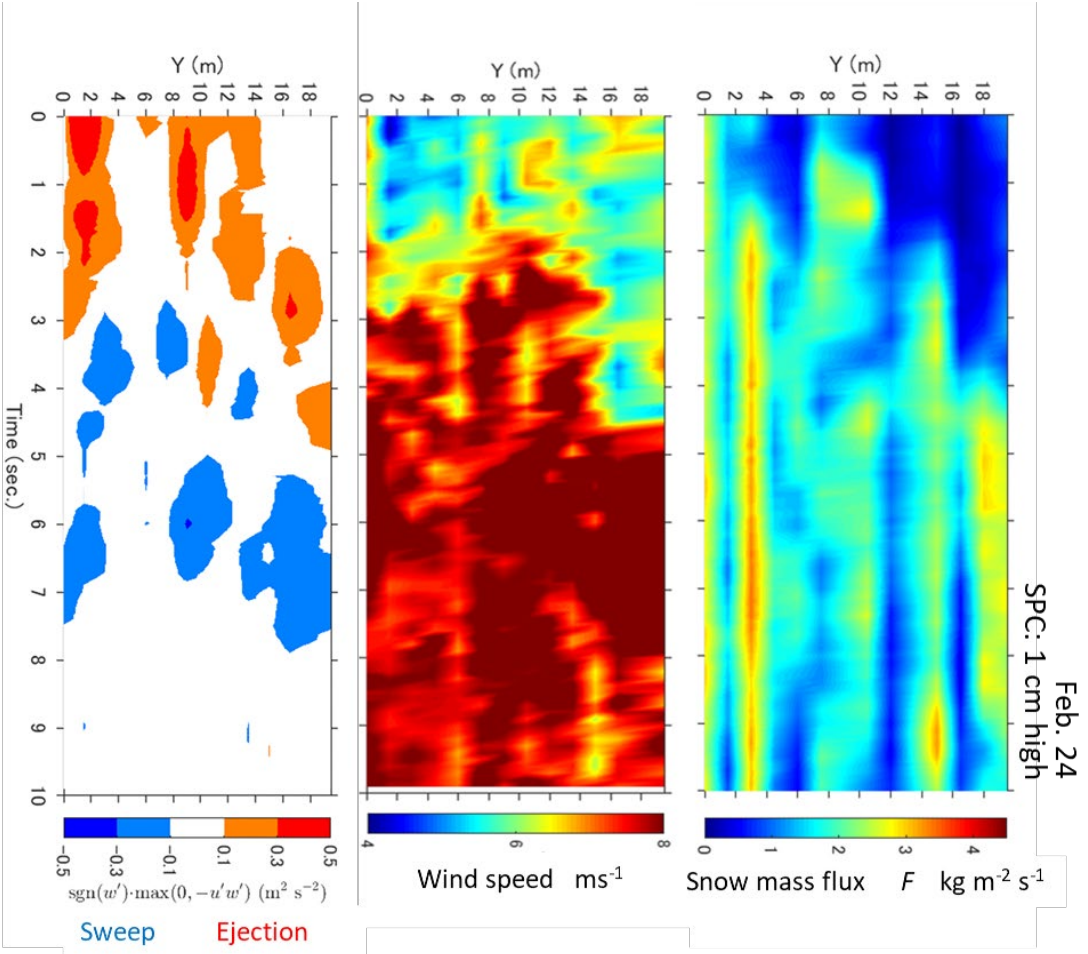 Y (m)
0 2 4 6 8 10 12 14 16 18
0
1
2
3
4
5
6
7
8
9
10
Time (sec.)
-0.5 -0.3 -0.1 0.1 0.3 0.5
sgn(w′)·max(0, −u′w′) (m² s⁻²)
Sweep Ejection
Y (m)
0 2 4 6 8 10 12 14 16 18
4 6 8
Wind speed ms⁻¹
Y (m)
0 2 4 6 8 10 12 14 16 18
0 1 2 3 4
Snow mass flux F kg m⁻² s⁻¹
Feb. 24
SPC: 1 cm high